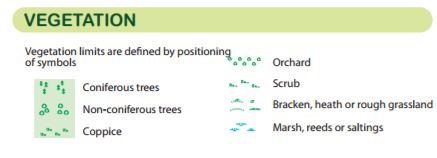 VEGETATION
Vegetation limits are defined by positioning
of symbols
Coniferous trees
Non-coniferous trees
Coppice
Orchard
Scrub
Bracken, heath or rough grassland
Marsh, reeds or saltings